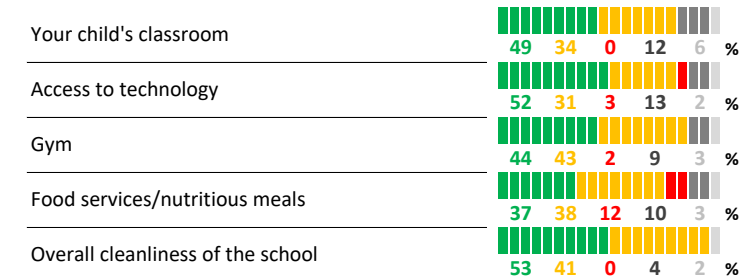 Your child's classroom
49 34 0 12 6 %
Access to technology
52 31 3 13 2 %
Gym
44 43 2 9 3 %
Food services/nutritious meals
37 38 12 10 3 %
Overall cleanliness of the school
53 41 0 4 2 %